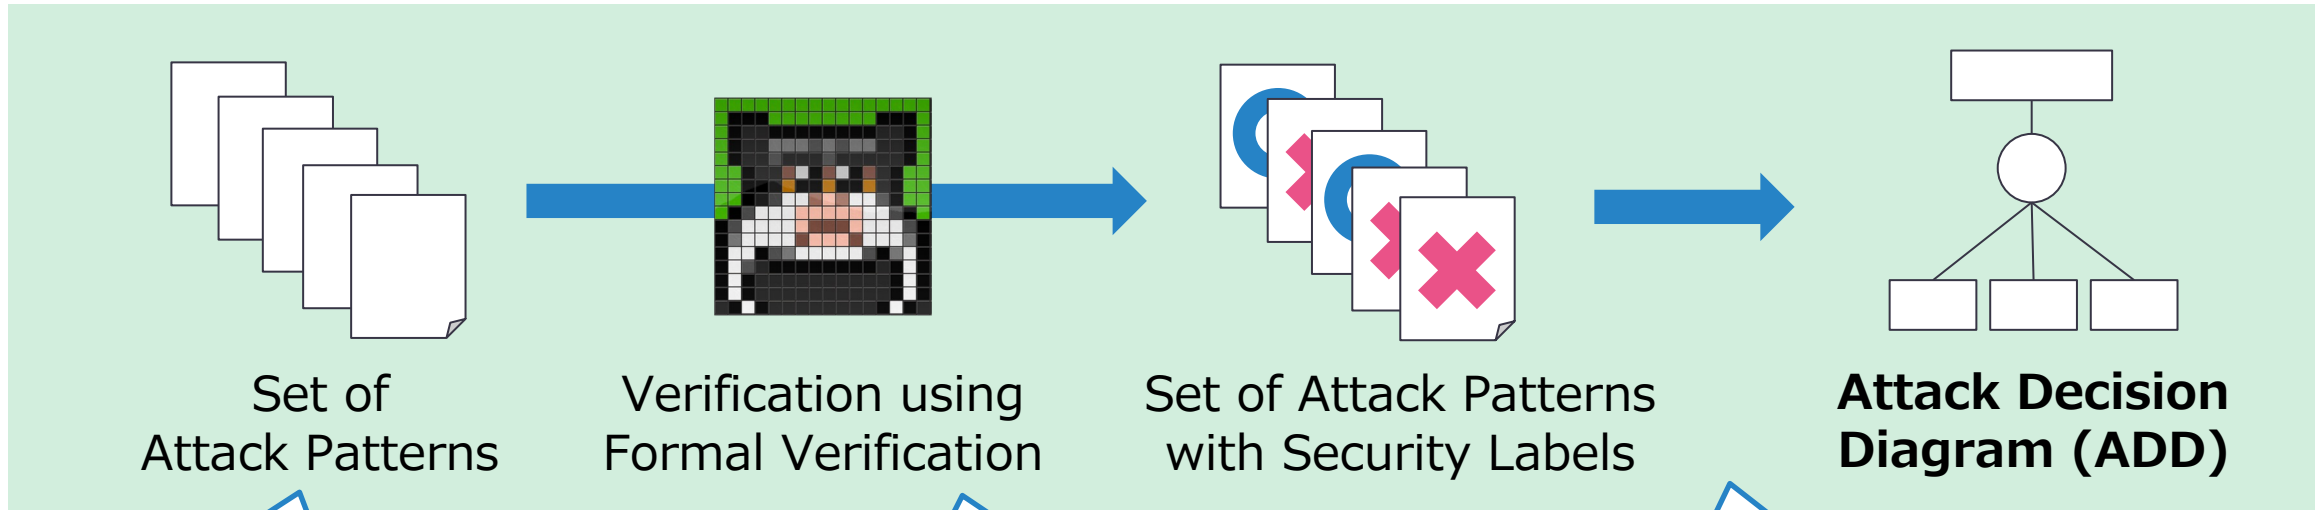 Set of
Attack Patterns
Verification using
Formal Verification
Set of Attack Patterns
with Security Labels
Attack Decision
Diagram (ADD)